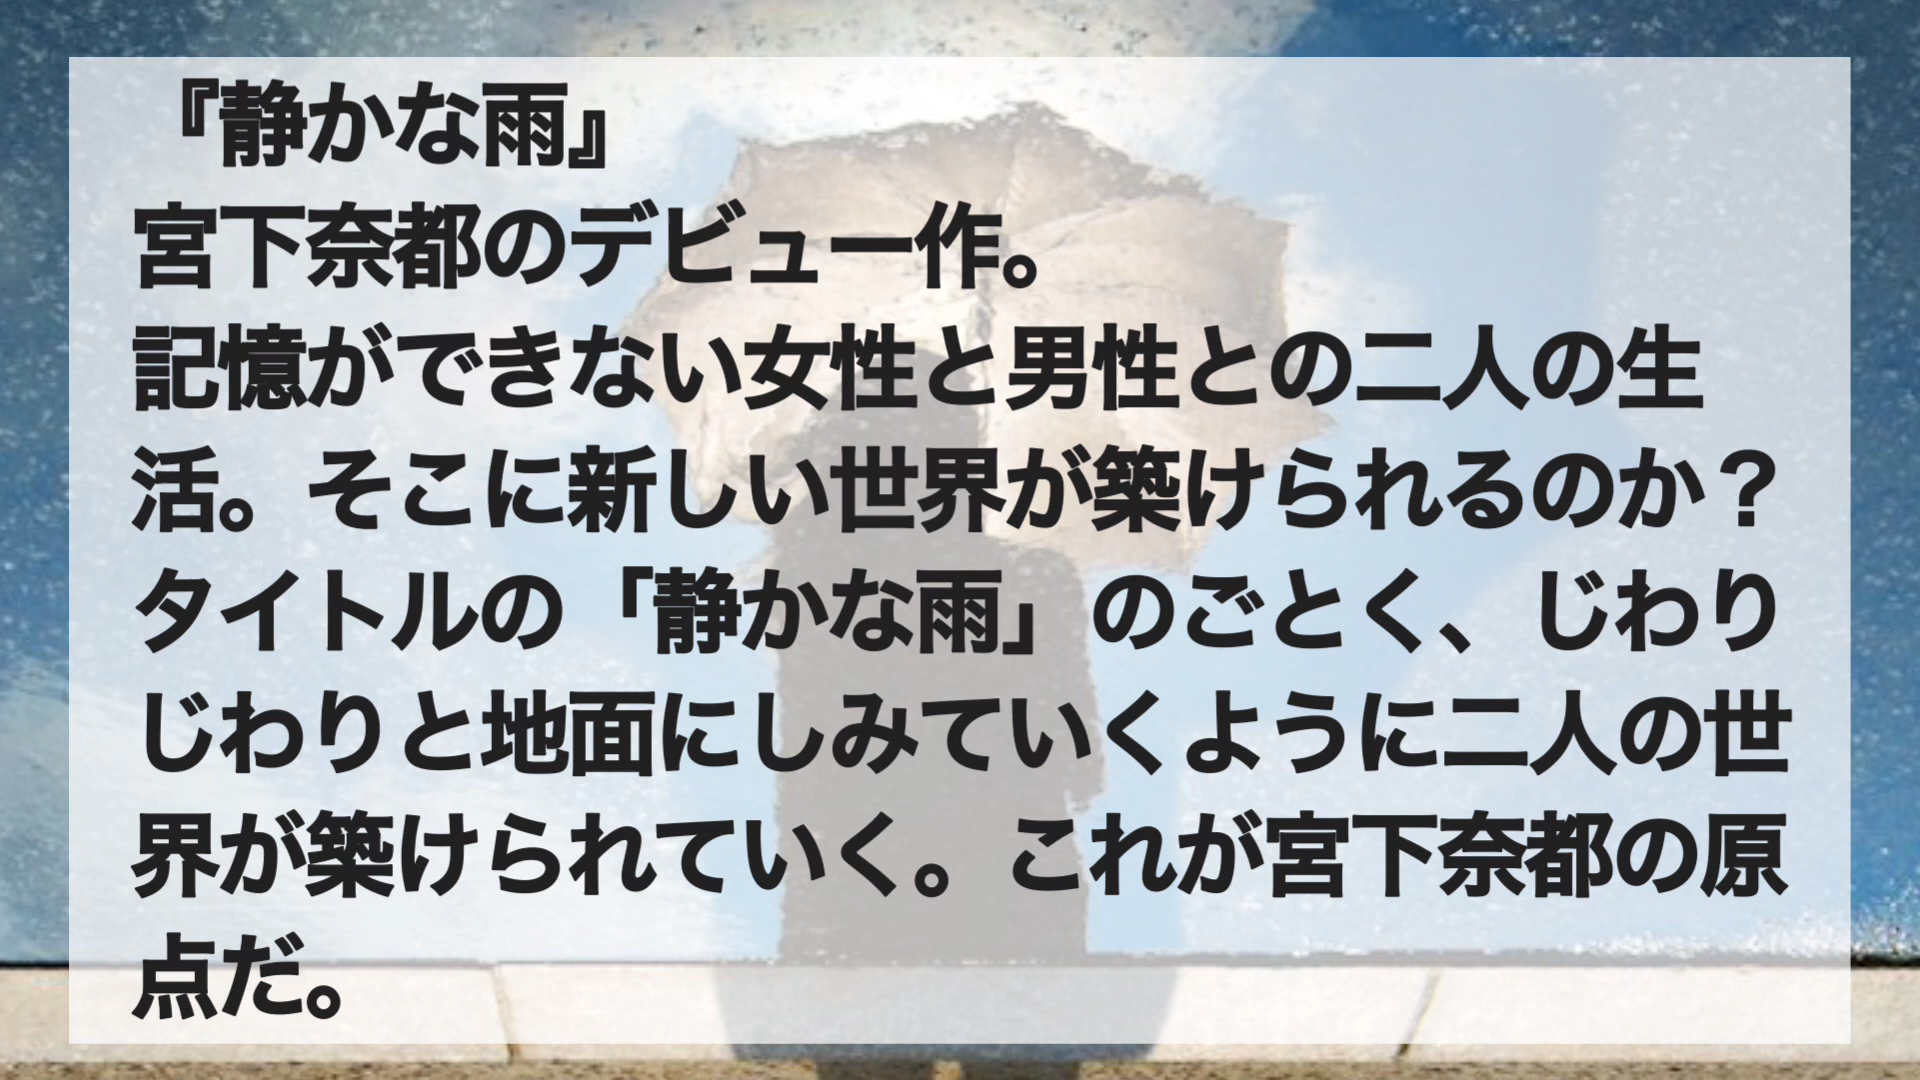 『静かな雨』
宮下奈都のデビュー作。
記憶ができない女性と男性との二人の生
活。そこに新しい世界が築けられるのか？
タイトルの「静かな雨」のごとく、じわり
じわりと地面にしみていくように二人の世
界が築けられていく。これが宮下奈都の原
点だ。